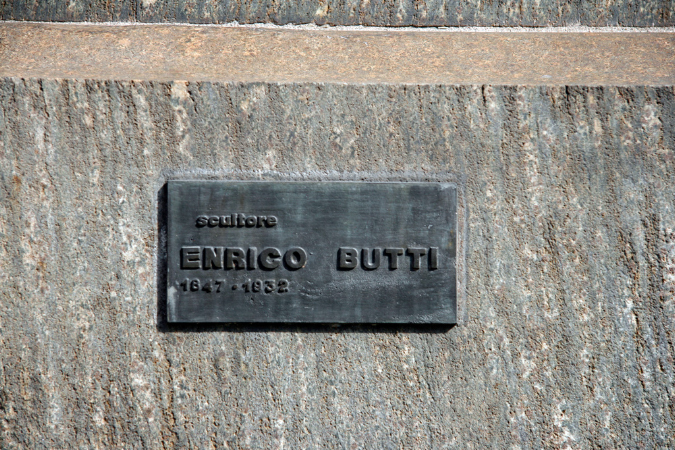 scultore
ENRICO BUTTI
1847 · 1932